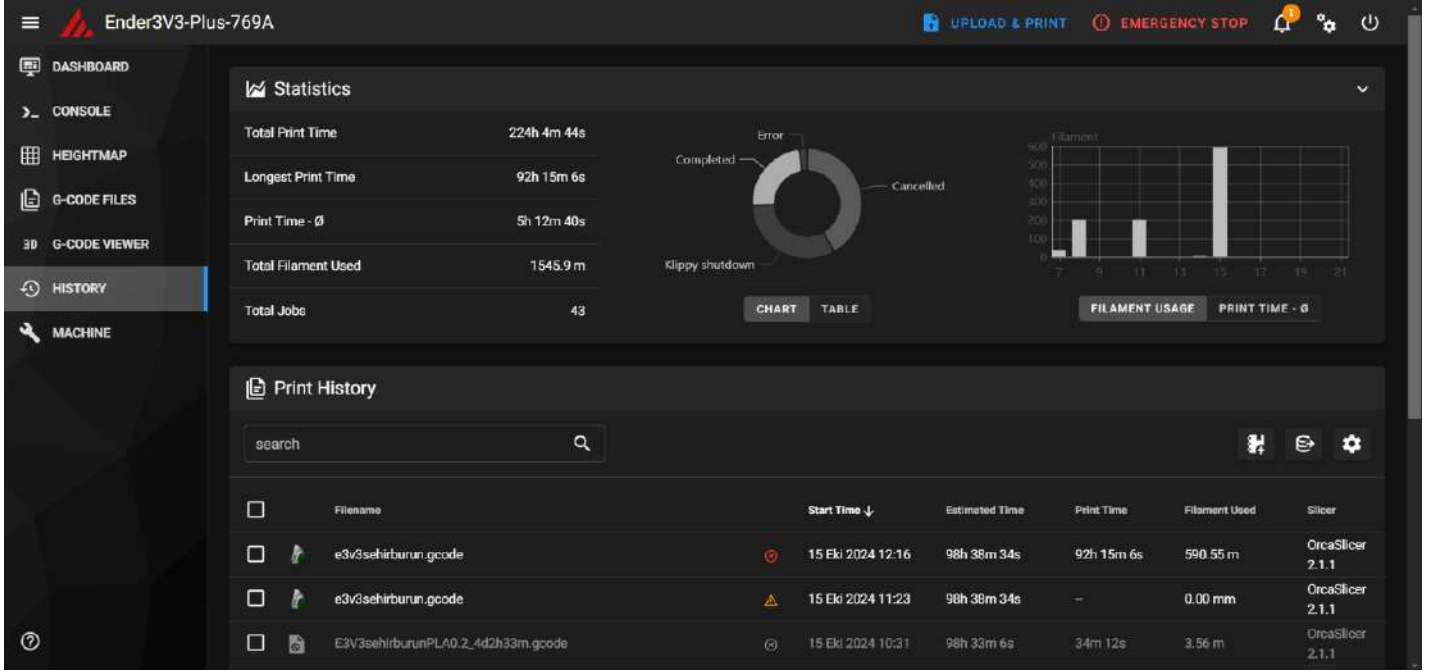 Ender3V3-Plus-769A
UPLOAD & PRINT
EMERGENCY STOP
1
DASHBOARD
CONSOLE
HEIGHTMAP
G-CODE FILES
3D G-CODE VIEWER
HISTORY
MACHINE
Statistics
Total Print Time 224h 4m 44s
Longest Print Time 92h 15m 6s
Print Time - Ø 5h 12m 40s
Total Filament Used 1545.9 m
Total Jobs 43
Error
Completed
Cancelled
Klippy shutdown
CHART TABLE
Filament
600
500
400
300
200
100
0
7 9 11 13 15 17 19 21
FILAMENT USAGE PRINT TIME - Ø
Print History
search
Filename Start Time Estimated Time Print Time Filament Used Slicer
e3v3sehirburun.gcode 15 Eki 2024 12:16 98h 38m 34s 92h 15m 6s 590.55 m OrcaSlicer
2.1.1
e3v3sehirburun.gcode 15 Eki 2024 11:23 98h 38m 34s – 0.00 mm OrcaSlicer
2.1.1
E3V3sehirburunPLA0.2_4d2h33m.gcode 15 Eki 2024 10:31 98h 33m 6s 34m 12s 3.56 m OrcaSlicer
2.1.1